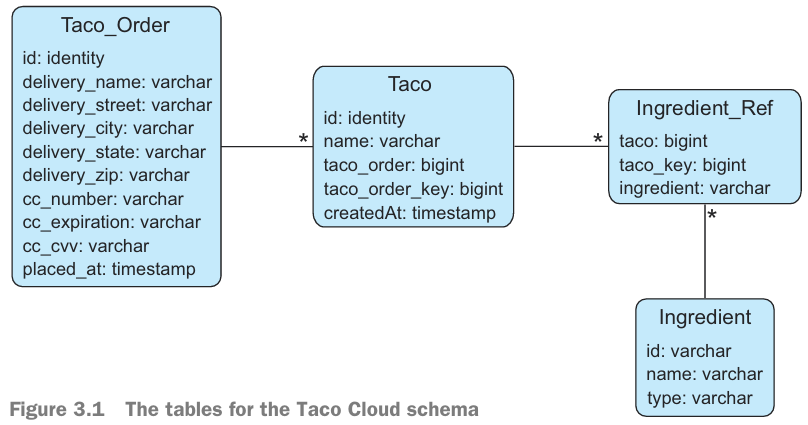 Taco_Order
id: identity
delivery_name: varchar
delivery_street: varchar
delivery_city: varchar
delivery_state: varchar
delivery_zip: varchar
cc_number: varchar
cc_expiration: varchar
cc_cvv: varchar
placed_at: timestamp
*
Taco
id: identity
name: varchar
taco_order: bigint
taco_order_key: bigint
createdAt: timestamp
*
Ingredient_Ref
taco: bigint
taco_key: bigint
ingredient: varchar
*
Ingredient
id: varchar
name: varchar
type: varchar
Figure 3.1 The tables for the Taco Cloud schema